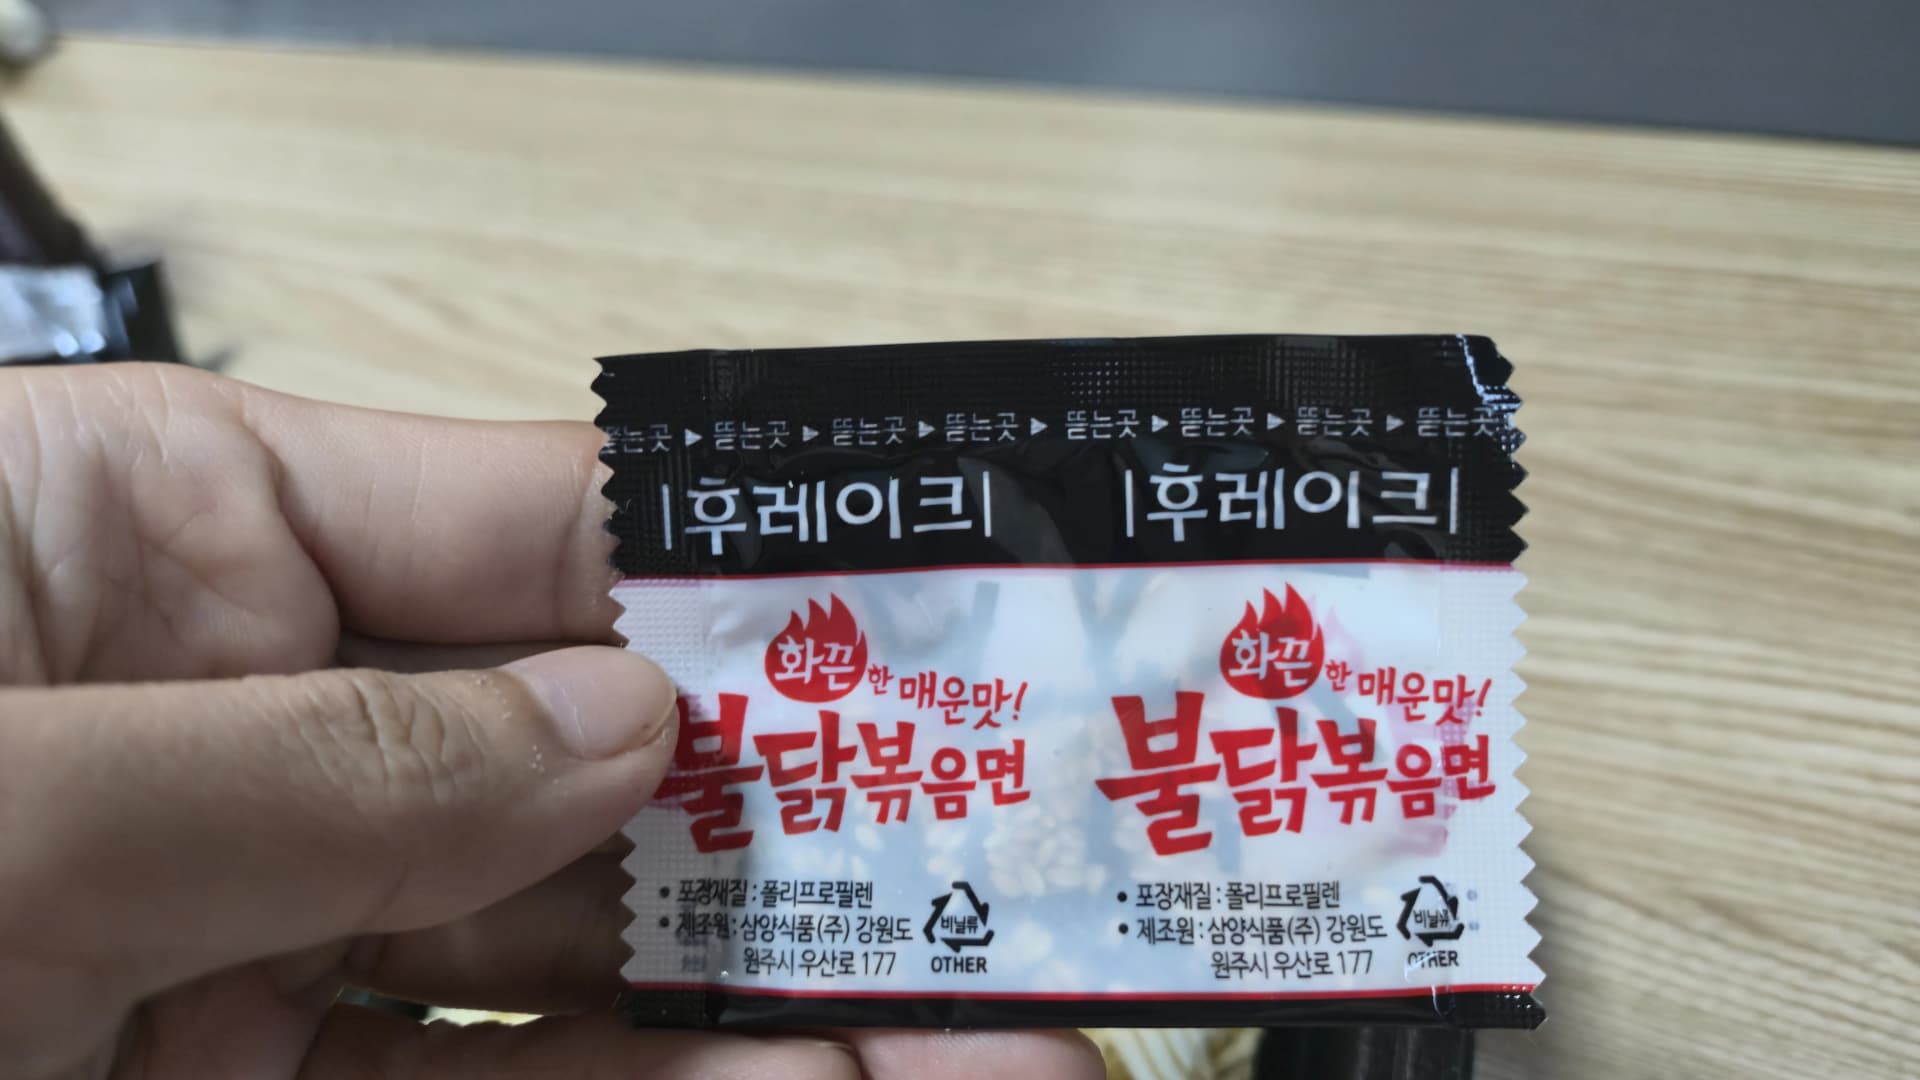 뜯는곳 ▶ 뜯는곳 ▶ 뜯는곳 ▶ 뜯는곳 ▶ 뜯는곳 ▶ 뜯는곳 ▶ 뜯는곳 ▶ 뜯는곳
|후레이크| |후레이크|
화끈한 매운맛! 화끈한 매운맛!
불닭볶음면 불닭볶음면
• 포장재질 : 폴리프로필렌 비닐류 • 포장재질 : 폴리프로필렌 비닐류
• 제조원 : 삼양식품(주) 강원도 • 제조원 : 삼양식품(주) 강원도
원주시 우산로 177 OTHER 원주시 우산로 177 OTHER